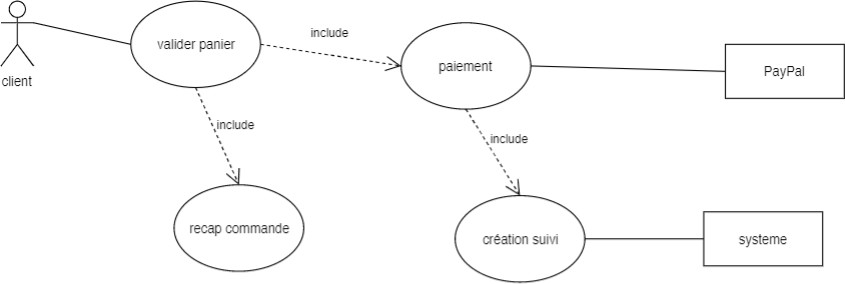 include
valider panier
paiement
PayPal
client
include
include
recap commande
création suivi
systeme